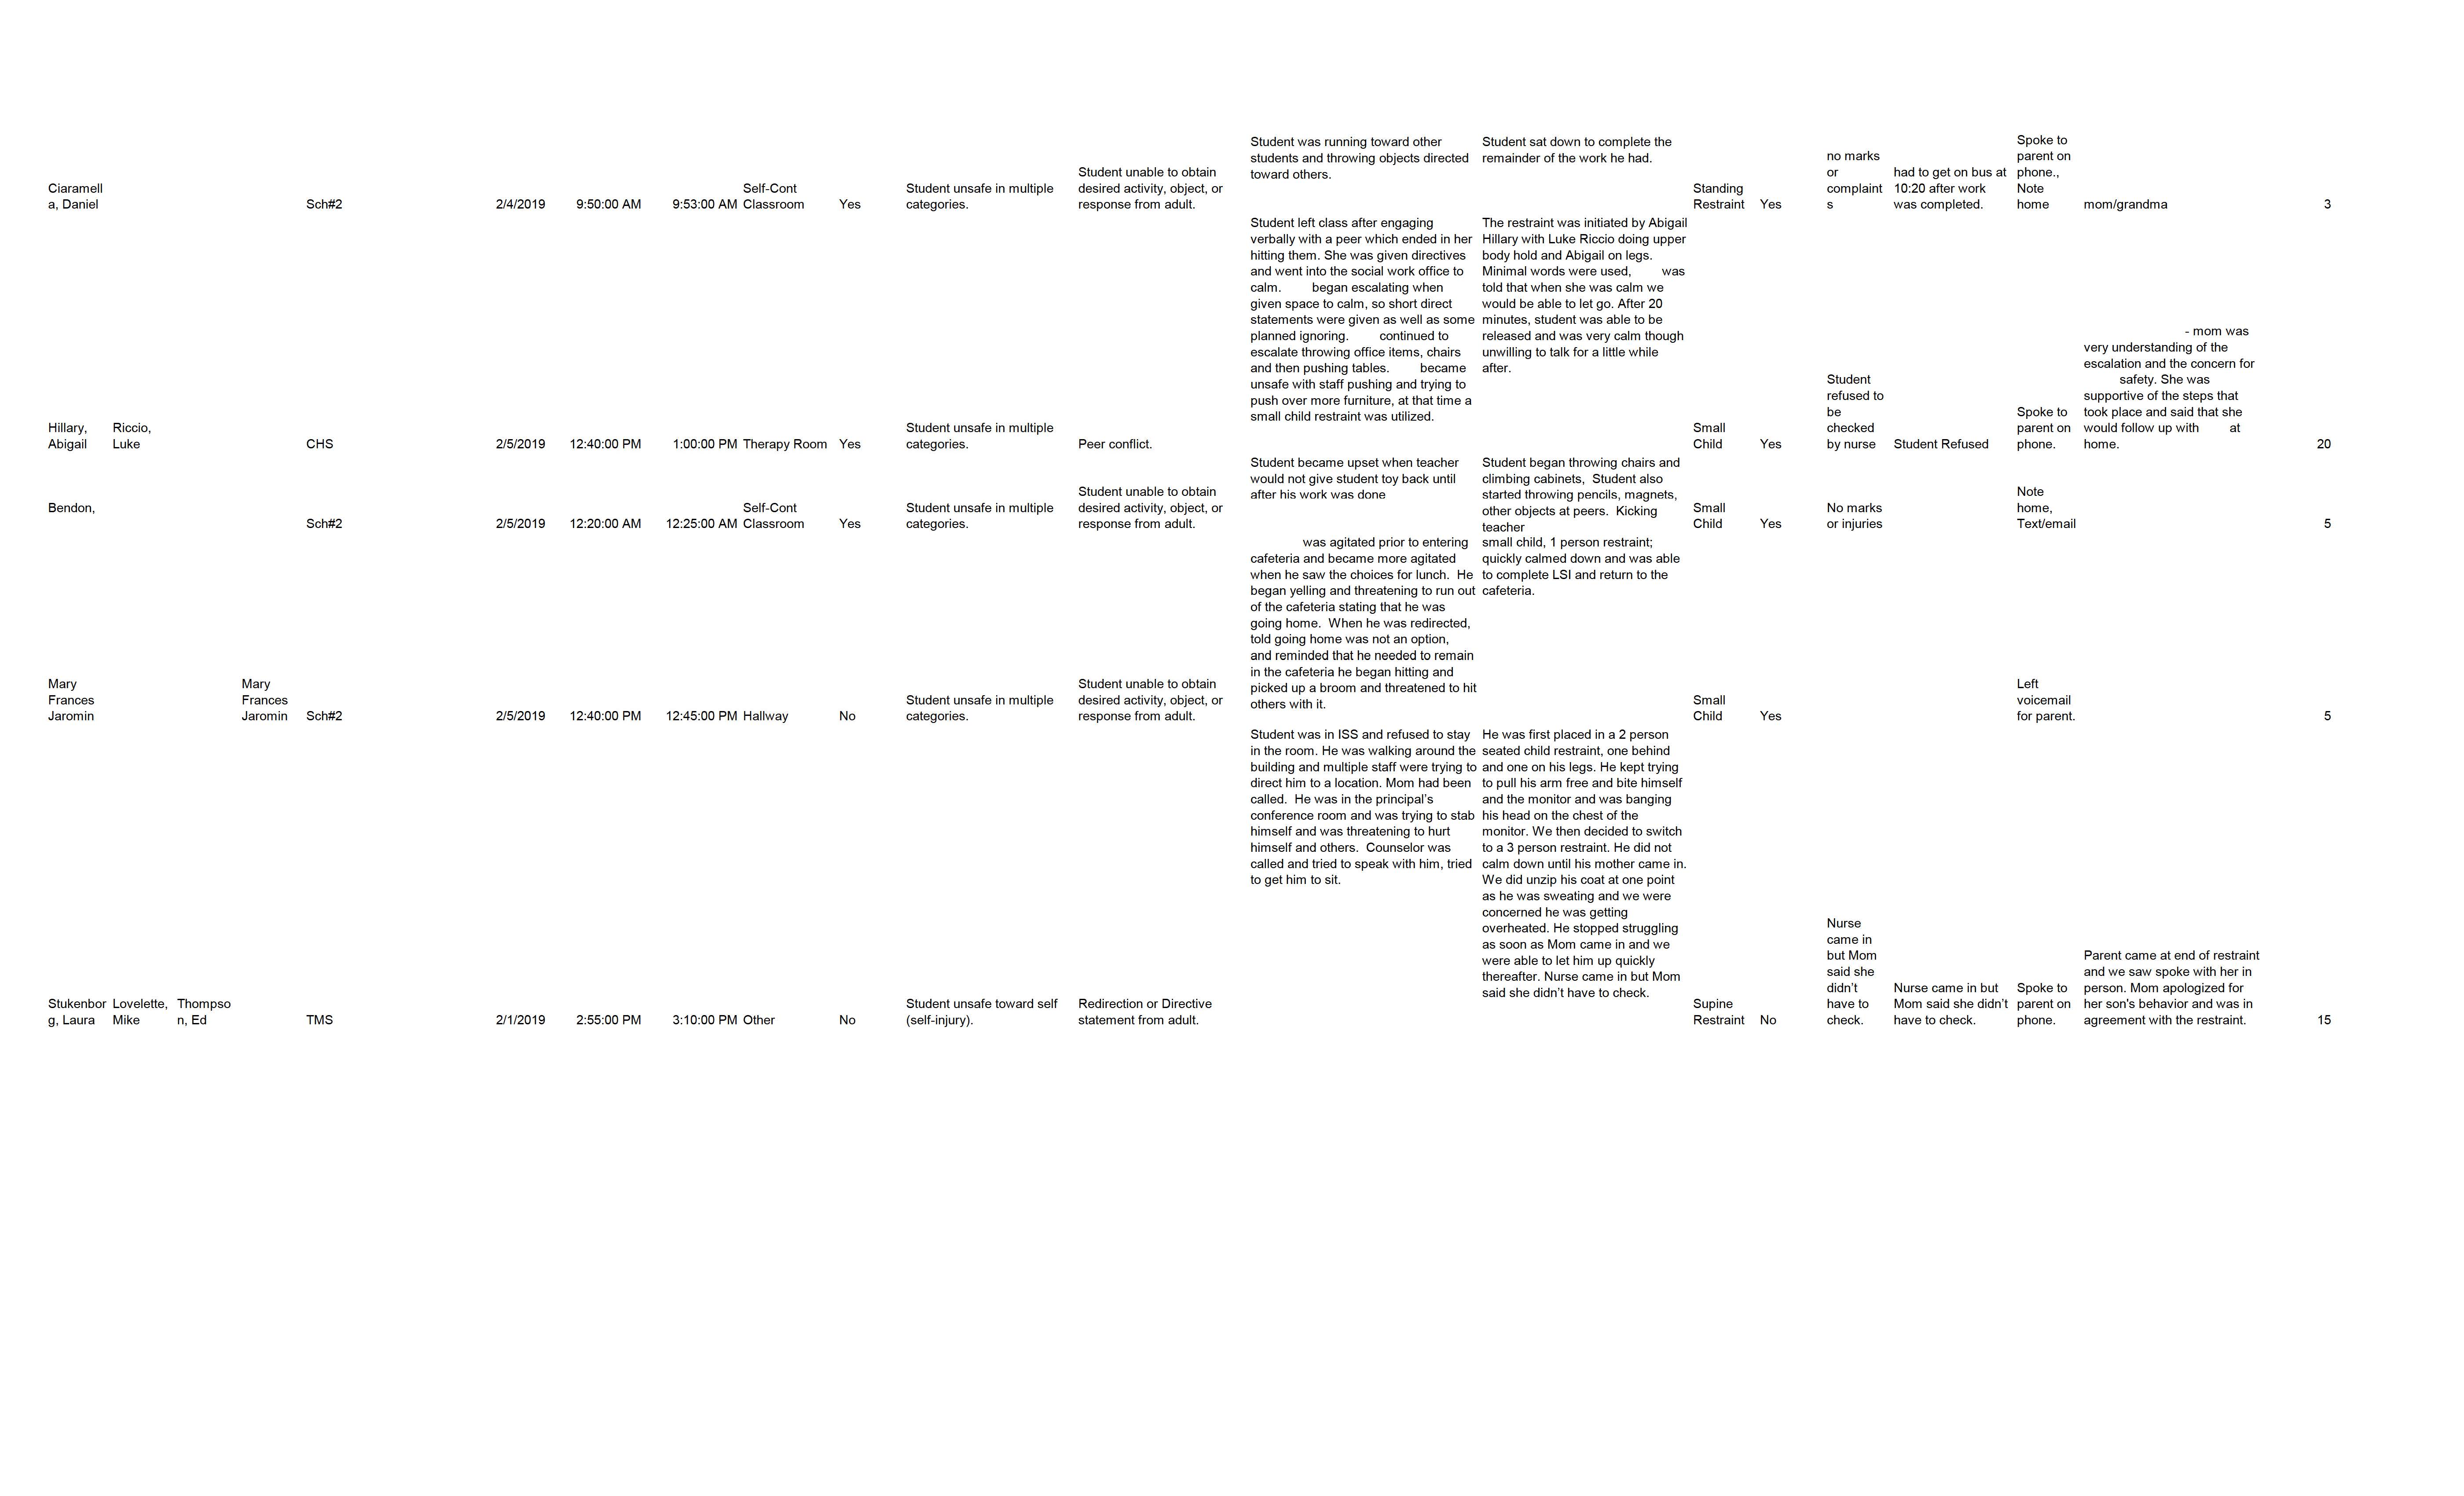 Ciaramell
a, Daniel
Sch#2
2/4/2019
9:50:00 AM
9:53:00 AM
Self-Cont
Classroom
Yes
Student unsafe in multiple
categories.
Student unable to obtain
desired activity, object, or
response from adult.
Student was running toward other
students and throwing objects directed
toward others.
Student sat down to complete the
remainder of the work he had.
Standing
Restraint
Yes
no marks
or
complaint
s
had to get on bus at
10:20 after work
was completed.
Spoke to
parent on
phone.,
Note
home
mom/grandma
3
Hillary,
Abigail
Riccio,
Luke
CHS
2/5/2019
12:40:00 PM
1:00:00 PM
Therapy Room
Yes
Student unsafe in multiple
categories.
Peer conflict.
Student left class after engaging
verbally with a peer which ended in her
hitting them. She was given directives
and went into the social work office to
calm. began escalating when
given space to calm, so short direct
statements were given as well as some
planned ignoring. continued to
escalate throwing office items, chairs
and then pushing tables. became
unsafe with staff pushing and trying to
push over more furniture, at that time a
small child restraint was utilized.
The restraint was initiated by Abigail
Hillary with Luke Riccio doing upper
body hold and Abigail on legs.
Minimal words were used, was
told that when she was calm we
would be able to let go. After 20
minutes, student was able to be
released and was very calm though
unwilling to talk for a little while
after.
Small
Child
Yes
Student
refused to
be
checked
by nurse
Student Refused
Spoke to
parent on
phone.
- mom was
very understanding of the
escalation and the concern for
safety. She was
supportive of the steps that
took place and said that she
would follow up with at
home.
20
Bendon,
Sch#2
2/5/2019
12:20:00 AM
12:25:00 AM
Self-Cont
Classroom
Yes
Student unsafe in multiple
categories.
Student unable to obtain
desired activity, object, or
response from adult.
Student became upset when teacher
would not give student toy back until
after his work was done
Student began throwing chairs and
climbing cabinets, Student also
started throwing pencils, magnets,
other objects at peers. Kicking
teacher
Small
Child
Yes
No marks
or injuries
Note
home,
Text/email
5
Mary
Frances
Jaromin
Mary
Frances
Jaromin
Sch#2
2/5/2019
12:40:00 PM
12:45:00 PM
Hallway
No
Student unsafe in multiple
categories.
Student unable to obtain
desired activity, object, or
response from adult.
was agitated prior to entering
cafeteria and became more agitated
when he saw the choices for lunch. He
began yelling and threatening to run out
of the cafeteria stating that he was
going home. When he was redirected,
told going home was not an option,
and reminded that he needed to remain
in the cafeteria he began hitting and
picked up a broom and threatened to hit
others with it.
small child, 1 person restraint;
quickly calmed down and was able
to complete LSI and return to the
cafeteria.
Small
Child
Yes
Left
voicemail
for parent.
5
Stukenbor
g, Laura
Lovelette,
Mike
Thompso
n, Ed
TMS
2/1/2019
2:55:00 PM
3:10:00 PM
Other
No
Student unsafe toward self
(self-injury).
Redirection or Directive
statement from adult.
Student was in ISS and refused to stay
in the room. He was walking around the
building and multiple staff were trying to
direct him to a location. Mom had been
called. He was in the principal's
conference room and was trying to stab
himself and was threatening to hurt
himself and others. Counselor was
called and tried to speak with him, tried
to get him to sit.
He was first placed in a 2 person
seated child restraint, one behind
and one on his legs. He kept trying
to pull his arm free and bite himself
and the monitor and was banging
his head on the chest of the
monitor. We then decided to switch
to a 3 person restraint. He did not
calm down until his mother came in.
We did unzip his coat at one point
as he was sweating and we were
concerned he was getting
overheated. He stopped struggling
as soon as Mom came in and we
were able to let him up quickly
thereafter. Nurse came in but Mom
said she didn't have to check.
Supine
Restraint
No
Nurse
came in
but Mom
said she
didn't
have to
check.
Nurse came in but
Mom said she didn't
have to check.
Spoke to
parent on
phone.
Parent came at end of restraint
and we saw spoke with her in
person. Mom apologized for
her son's behavior and was in
agreement with the restraint.
15